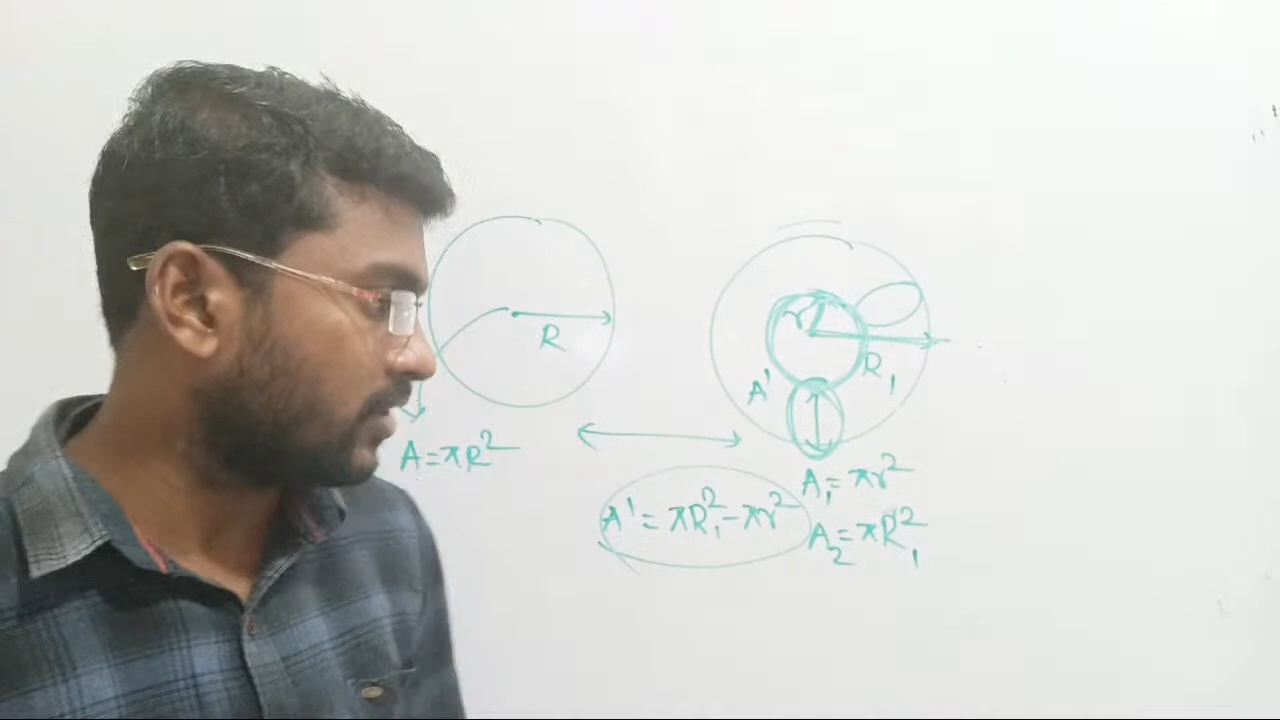 R
r
R₁
A'
A = πR²
A₁ = πr²
A' = πR₁² - πr²
A₂ = πR₁²